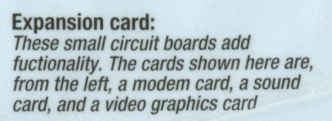 Expansion card:
These small circuit boards add
fuctionality. The cards shown here are,
from the left, a modem card, a sound
card, and a video graphics card